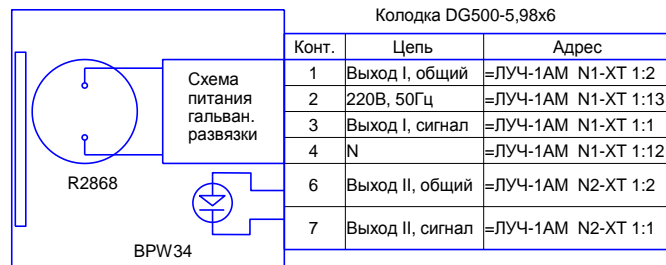 Колодка DG500-5,98х6
Конт. Цепь Адрес
1 Выход I, общий =ЛУЧ-1АМ N1-XT 1:2
2 220В, 50Гц =ЛУЧ-1АМ N1-XT 1:13
3 Выход I, сигнал =ЛУЧ-1АМ N1-XT 1:1
4 N =ЛУЧ-1АМ N1-XT 1:12
6 Выход II, общий =ЛУЧ-1АМ N2-XT 1:2
7 Выход II, сигнал =ЛУЧ-1АМ N2-XT 1:1
Схема
питания
гальван.
развязки
R2868
BPW34